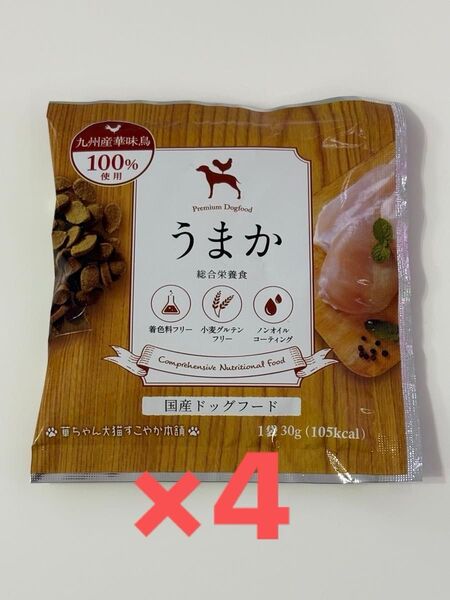 九州産華味鳥
100%
使用
Premium Dogfood
うまか
総合栄養食
着色料フリー
小麦グルテン
フリー
ノンオイル
コーティング
Comprehensive Nutritional Food
国産ドッグフード
華ちゃん犬猫すこやか本舗
1袋30g(105kcal)
×4